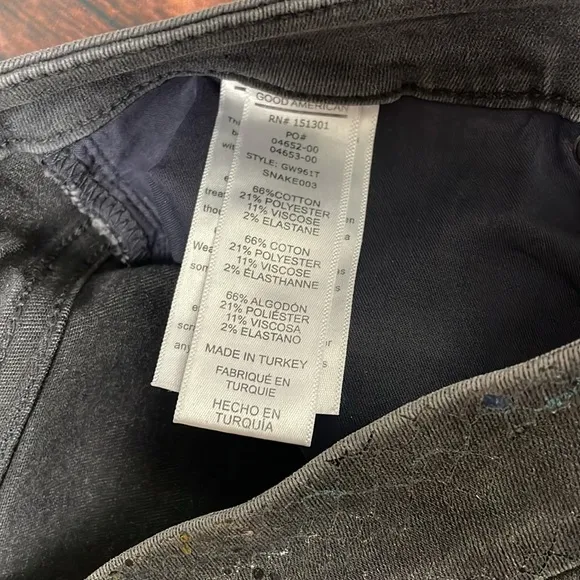 GOOD AMERICAN
RN# 151301
PO#
04652-00
04653-00
STYLE: GW961T
SNAKE003
66%COTTON
21% POLYESTER
11% VISCOSE
2% ELASTANE
66% COTON
21% POLYESTER
11% VISCOSE
2% ÉLASTHANNE
66% ALGODÓN
21% POLIÉSTER
11% VISCOSA
2% ELASTANO
MADE IN TURKEY
FABRIQUÉ EN
TURQUIE
HECHO EN
TURQUÍA